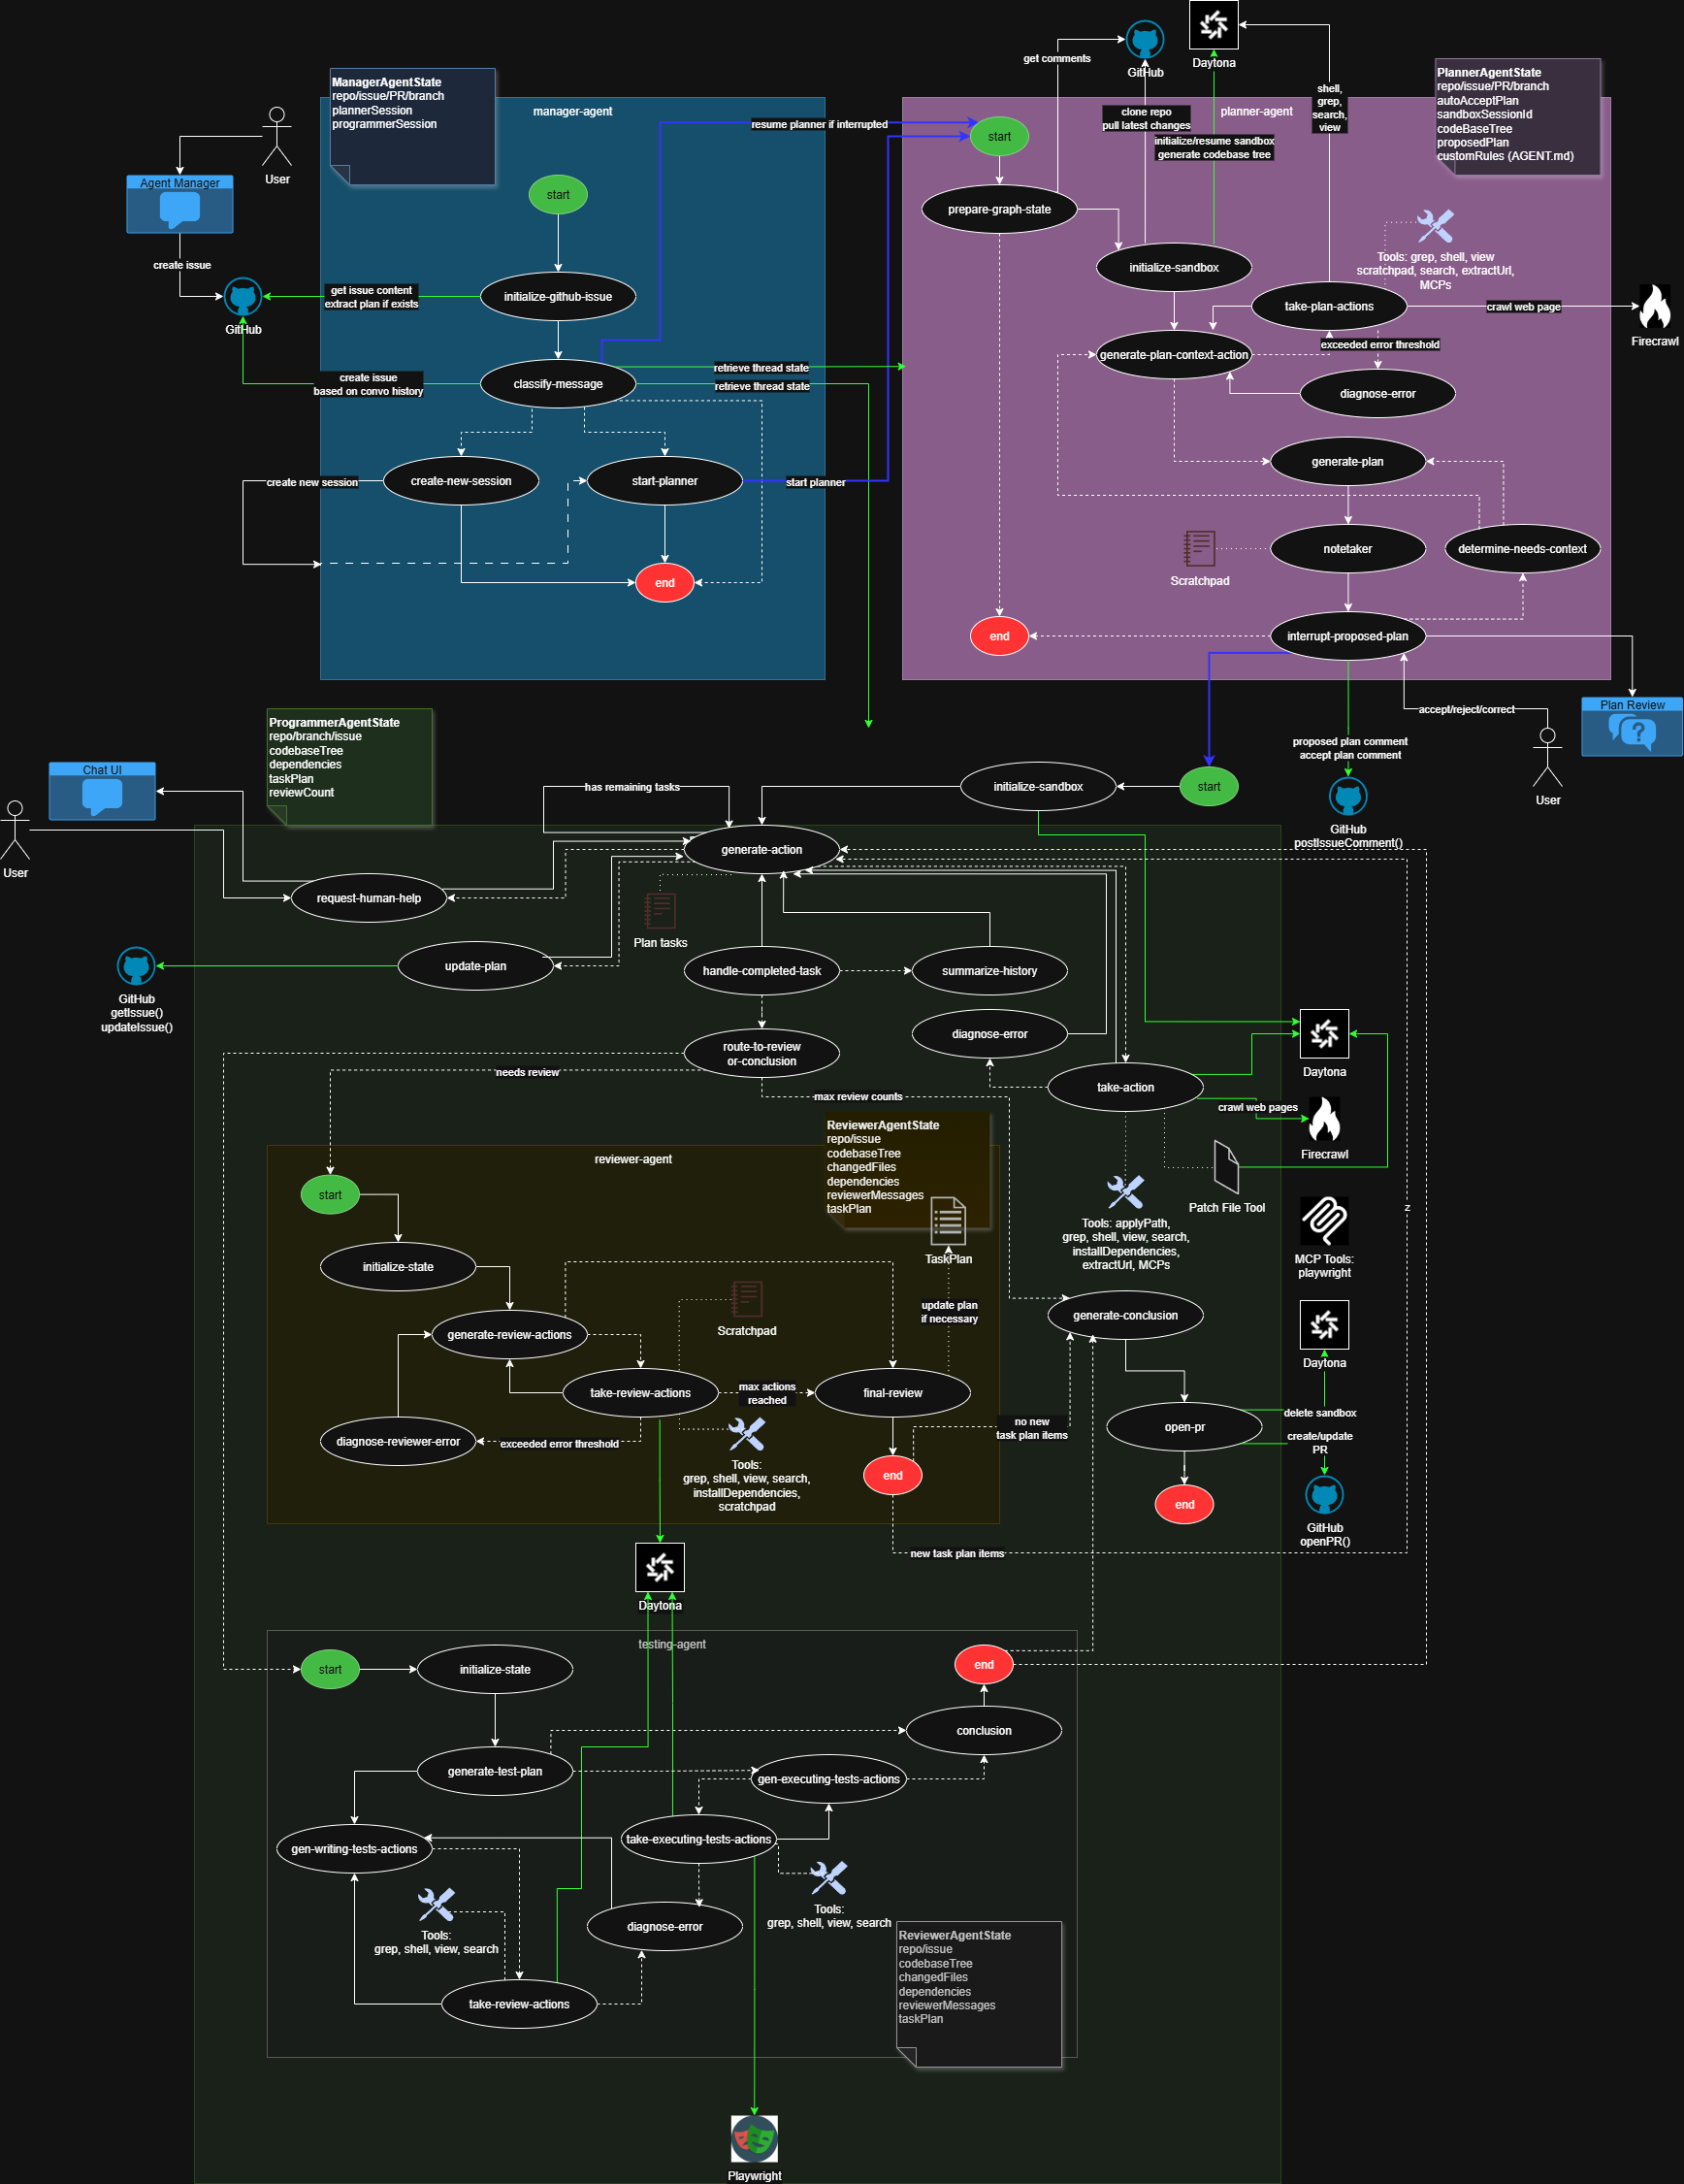 ManagerAgentState
repo/issue/PR/branch
plannerSession
programmerSession
manager-agent
User
Agent Manager
create issue
GitHub
get issue content
extract plan if exists
create issue
based on convo history
start
initialize-github-issue
classify-message
create-new-session
start-planner
end
create new session
resume planner if interrupted
retrieve thread state
retrieve thread state
start planner
get comments
GitHub
Daytona
clone repo
pull latest changes
planner-agent
initialize/resume sandbox
generate codebase tree
shell,
grep,
search,
view
PlannerAgentState
repo/issue/PR/branch
autoAcceptPlan
sandboxSessionId
codeBaseTree
proposedPlan
customRules (AGENT.md)
start
prepare-graph-state
initialize-sandbox
Tools: grep, shell, view
scratchpad, search, extractUrl,
MCPs
take-plan-actions
crawl web page
Firecrawl
exceeded error threshold
generate-plan-context-action
diagnose-error
generate-plan
notetaker
determine-needs-context
Scratchpad
interrupt-proposed-plan
end
accept/reject/correct
Plan Review
User
proposed plan comment
accept plan comment
GitHub
postIssueComment()
ProgrammerAgentState
repo/branch/issue
codebaseTree
dependencies
taskPlan
reviewCount
Chat UI
User
has remaining tasks
initialize-sandbox
start
generate-action
request-human-help
Plan tasks
update-plan
GitHub
getIssue()
updateIssue()
handle-completed-task
summarize-history
diagnose-error
route-to-review
or-conclusion
needs review
max review counts
take-action
Daytona
crawl web pages
Firecrawl
Patch File Tool
Tools: applyPath,
grep, shell, view, search,
installDependencies,
extractUrl, MCPs
z
MCP Tools:
playwright
ReviewerAgentState
repo/issue
codebaseTree
changedFiles
dependencies
reviewerMessages
taskPlan
reviewer-agent
start
initialize-state
TaskPlan
update plan
if necessary
generate-review-actions
Scratchpad
take-review-actions
max actions
reached
final-review
diagnose-reviewer-error
exceeded error threshold
Tools:
grep, shell, view, search,
installDependencies,
scratchpad
end
no new
task plan items
new task plan items
generate-conclusion
Daytona
open-pr
delete sandbox
create/update
PR
end
GitHub
openPR()
Daytona
testing-agent
start
initialize-state
end
conclusion
generate-test-plan
gen-executing-tests-actions
gen-writing-tests-actions
take-executing-tests-actions
Tools:
grep, shell, view, search
Tools:
grep, shell, view, search
diagnose-error
take-review-actions
ReviewerAgentState
repo/issue
codebaseTree
changedFiles
dependencies
reviewerMessages
taskPlan
Playwright